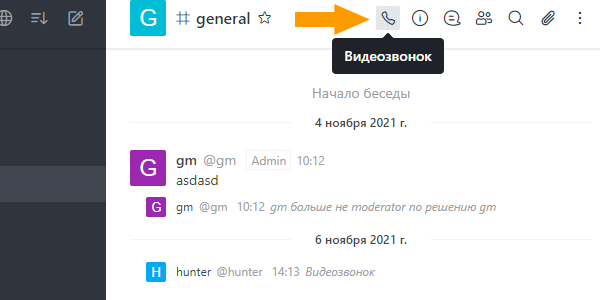 G # general
Видеозвонок
Начало беседы
4 ноября 2021 г.
G gm @gm Admin 10:12
asdasd
G gm @gm 10:12 gm больше не moderator по решению gm
6 ноября 2021 г.
H hunter @hunter 14:13 Видеозвонок